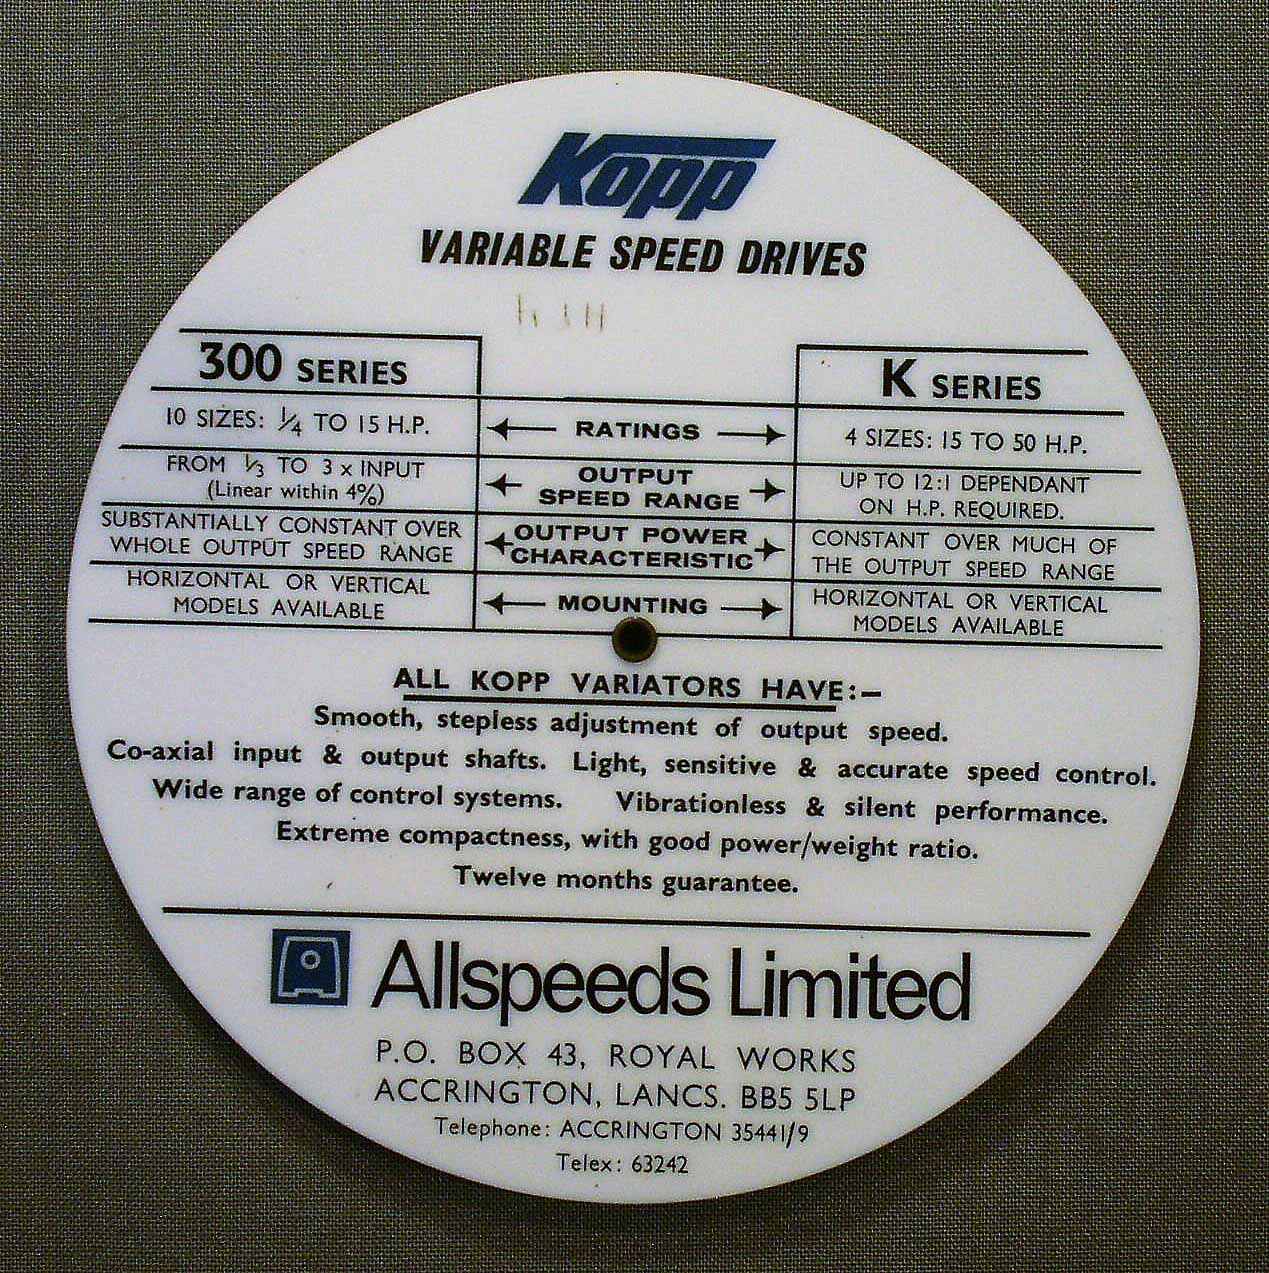 Kopp
VARIABLE SPEED DRIVES
300 SERIES
K SERIES
10 SIZES: 1/4 TO 15 H.P.
RATINGS
4 SIZES: 15 TO 50 H.P.
FROM 1/3 TO 3 x INPUT
(Linear within 4%)
OUTPUT
SPEED RANGE
UP TO 12:1 DEPENDANT
ON H.P. REQUIRED.
SUBSTANTIALLY CONSTANT OVER
WHOLE OUTPUT SPEED RANGE
OUTPUT POWER
CHARACTERISTIC
CONSTANT OVER MUCH OF
THE OUTPUT SPEED RANGE
HORIZONTAL OR VERTICAL
MODELS AVAILABLE
MOUNTING
HORIZONTAL OR VERTICAL
MODELS AVAILABLE
ALL KOPP VARIATORS HAVE:–
Smooth, stepless adjustment of output speed.
Co-axial input & output shafts. Light, sensitive & accurate speed control.
Wide range of control systems. Vibrationless & silent performance.
Extreme compactness, with good power/weight ratio.
Twelve months guarantee.
Allspeeds Limited
P.O. BOX 43, ROYAL WORKS
ACCRINGTON, LANCS. BB5 5LP
Telephone: ACCRINGTON 35441/9
Telex: 63242